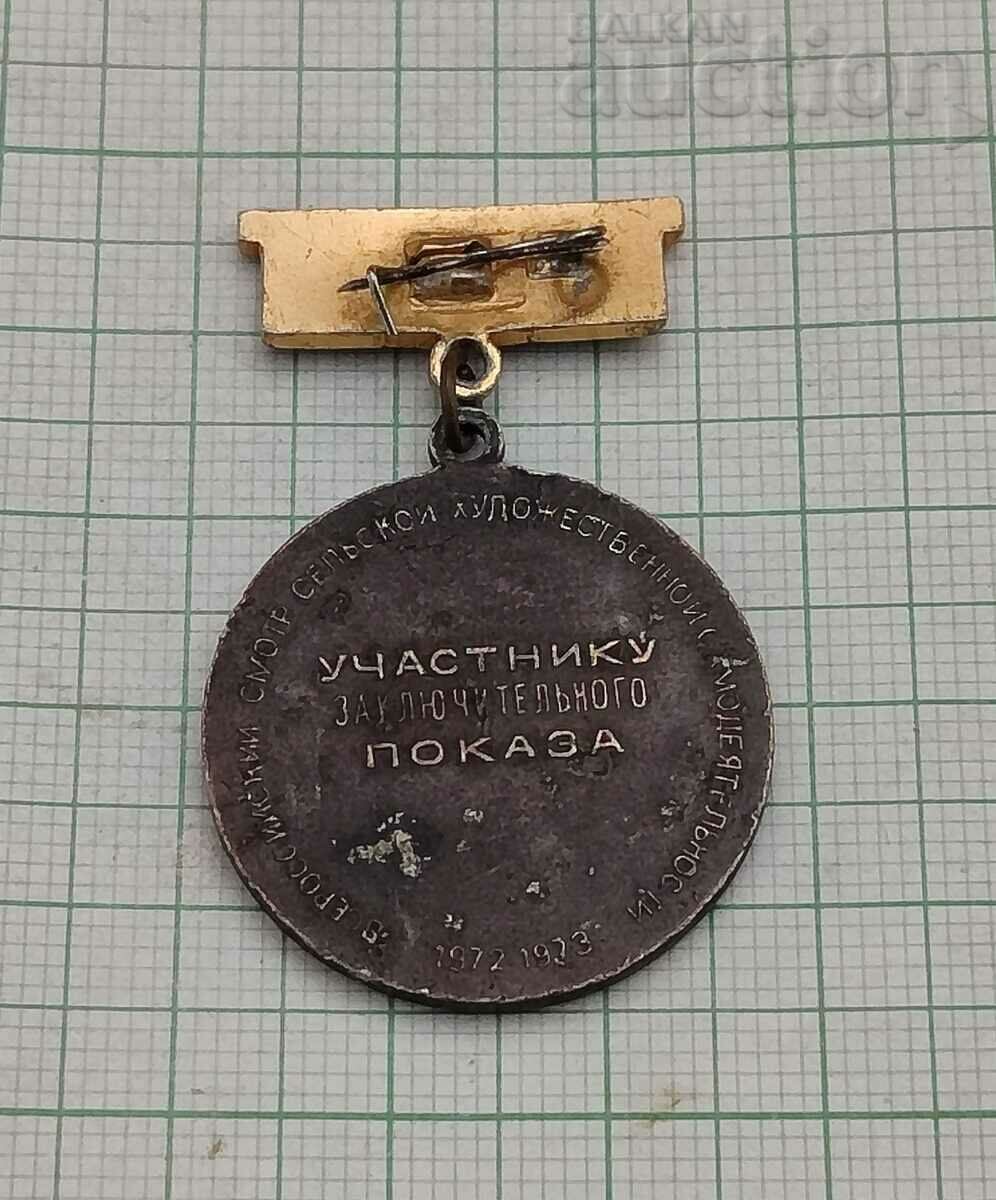 BALKAN
auction
ВСЕРОССИЙСКИЙ СМОТР СЕЛЬСКОЙ ХУДОЖЕСТВЕННОЙ САМОДЕЯТЕЛЬНОСТИ
УЧАСТНИКУ
ЗАКЛЮЧИТЕЛЬНОГО
ПОКАЗА
1972 1973